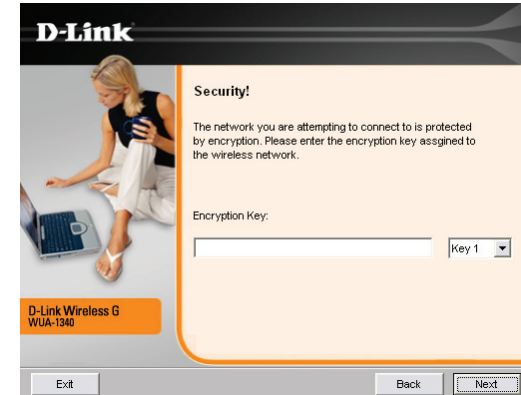 D-Link
Security!
The network you are attempting to connect to is protected
by encryption. Please enter the encryption key assgined to
the wireless network.
Encryption Key:
Key 1
D-Link Wireless G
WUA-1340
Exit
Back
Next